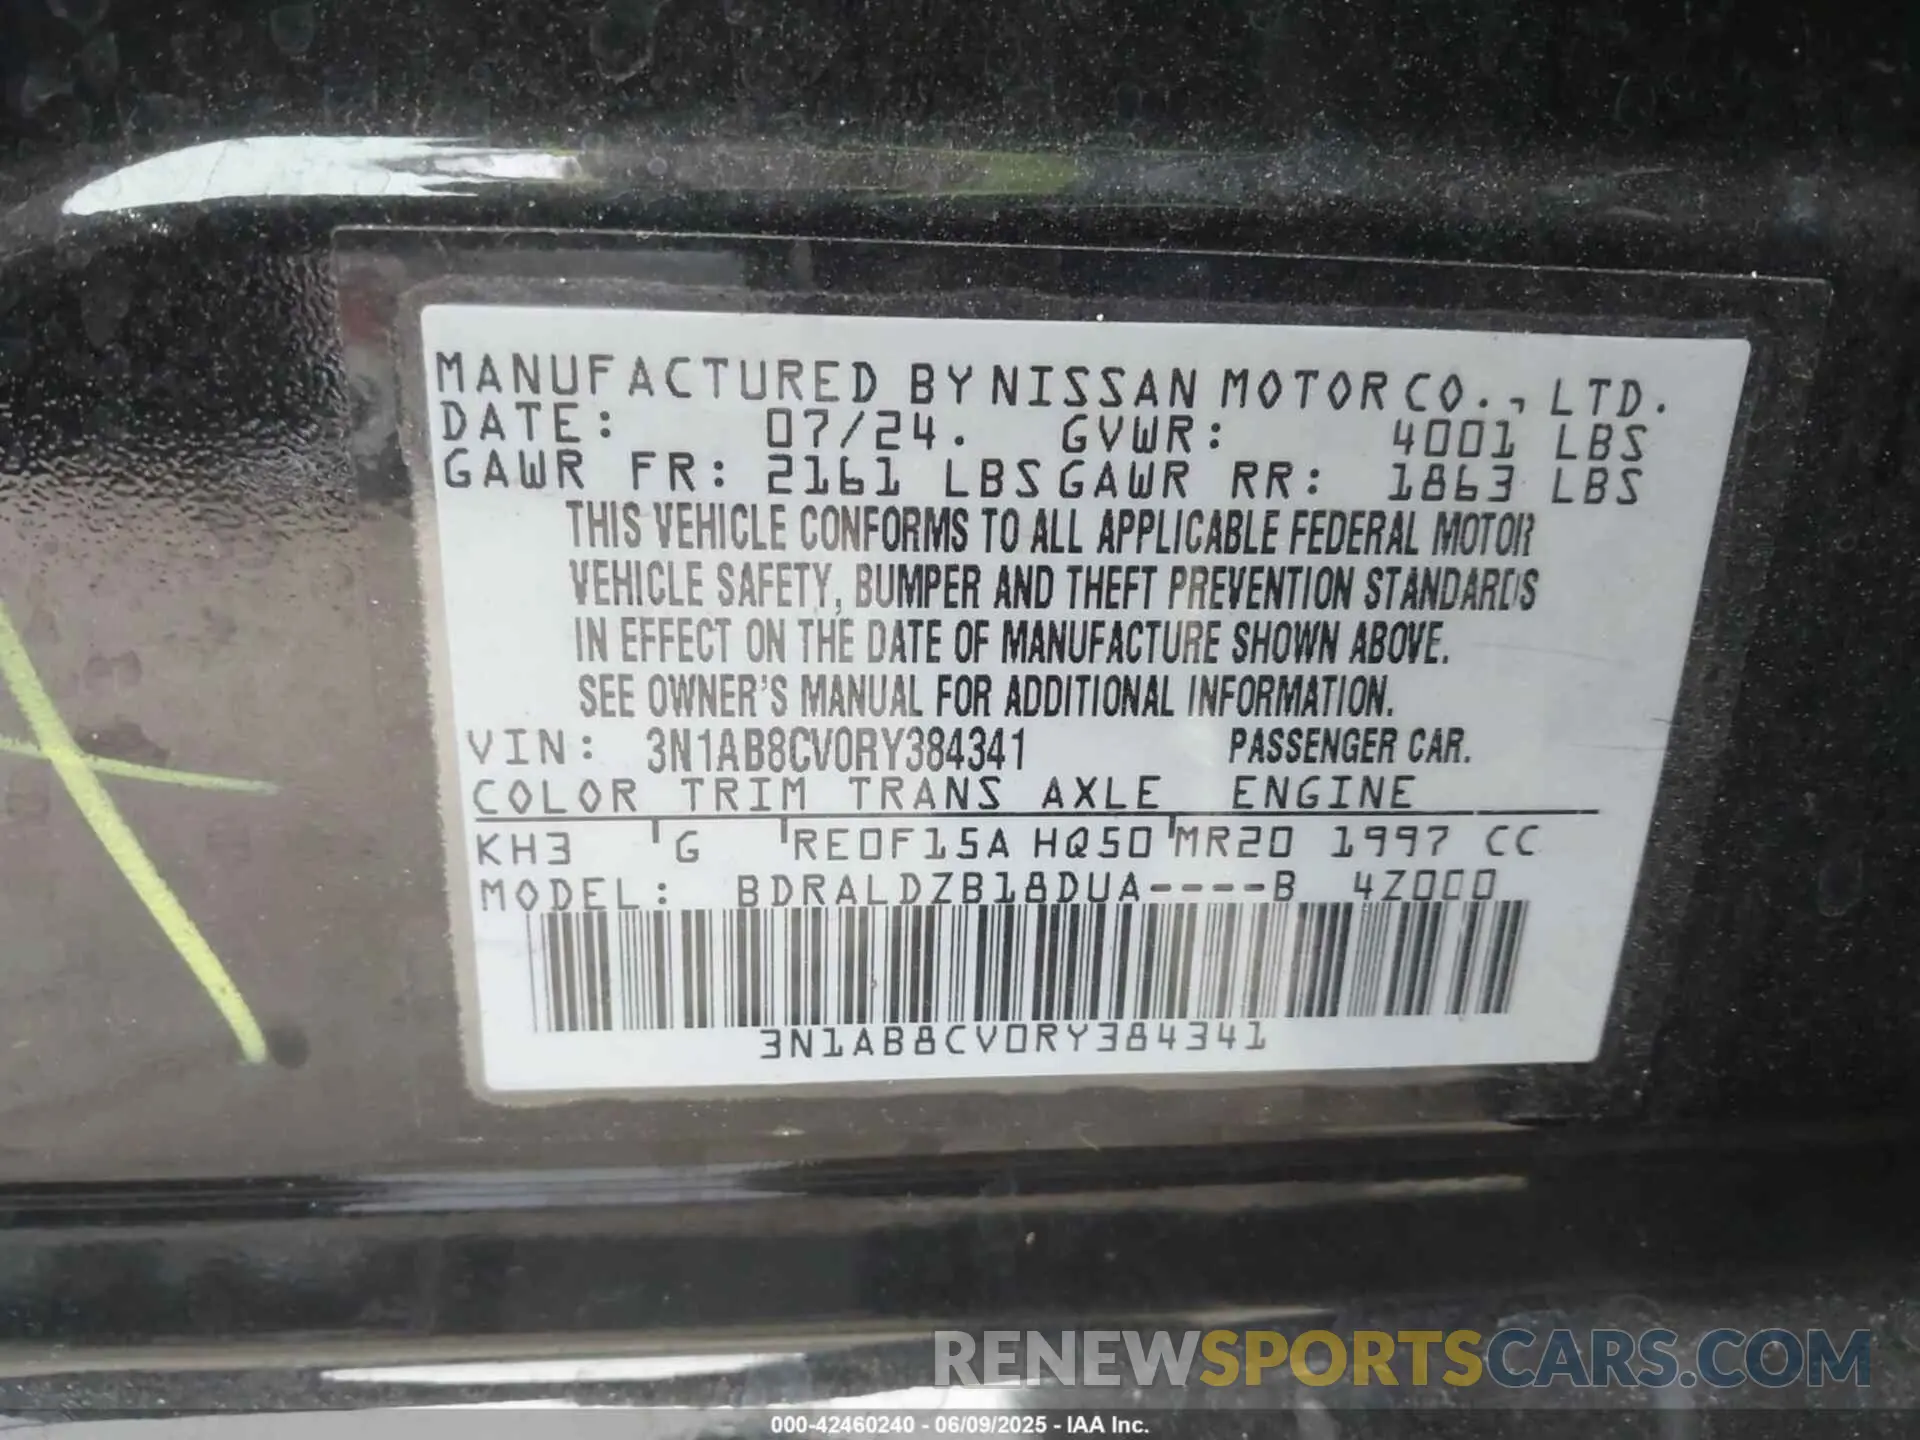 MANUFACTURED BY NISSAN MOTOR CO., LTD.
DATE: 07/24. GVWR: 4001 LBS
GAWR FR: 2161 LBS GAWR RR: 1863 LBS
THIS VEHICLE CONFORMS TO ALL APPLICABLE FEDERAL MOTOR
VEHICLE SAFETY, BUMPER AND THEFT PREVENTION STANDARDS
IN EFFECT ON THE DATE OF MANUFACTURE SHOWN ABOVE.
SEE OWNER'S MANUAL FOR ADDITIONAL INFORMATION.
VIN: 3N1AB8CV0RY384341 PASSENGER CAR.
COLOR TRIM TRANS AXLE ENGINE
KH3 G RE0F15A HQ50 MR20 1997 CC
MODEL: BDRALDZB18DUA----B 4Z000
3N1AB8CV0RY384341
RENEWSPORTSCARS.COM
000-42460240 - 06/09/2025 - IAA Inc.